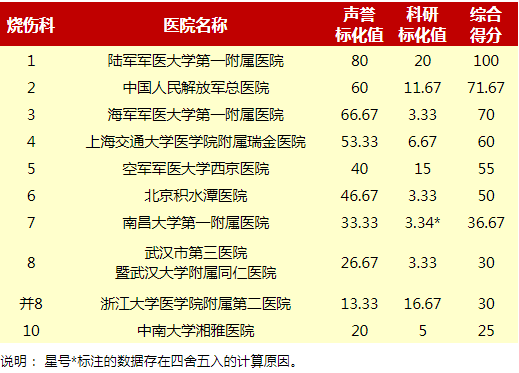 烧伤科 医院名称 声誉标化值 科研标化值 综合得分
1 陆军军医大学第一附属医院 80 20 100
2 中国人民解放军总医院 60 11.67 71.67
3 海军军医大学第一附属医院 66.67 3.33 70
4 上海交通大学医学院附属瑞金医院 53.33 6.67 60
5 空军军医大学西京医院 40 15 55
6 北京积水潭医院 46.67 3.33 50
7 南昌大学第一附属医院 33.33 3.34* 36.67
8 武汉市第三医院
暨武汉大学附属同仁医院 26.67 3.33 30
并8 浙江大学医学院附属第二医院 13.33 16.67 30
10 中南大学湘雅医院 20 5 25
说明： 星号*标注的数据存在四舍五入的计算原因。